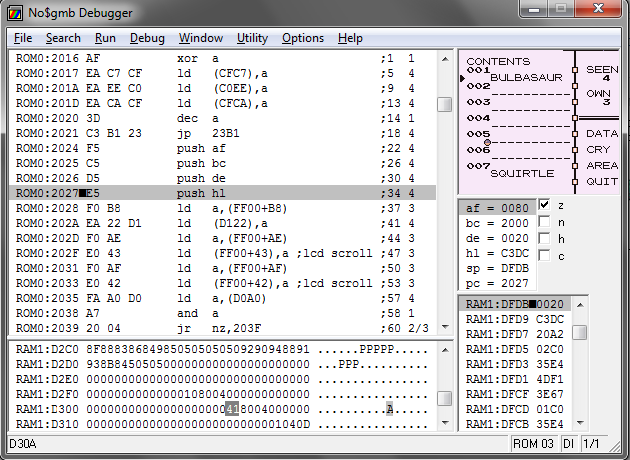 No$gmb Debugger
File Search Run Debug Window Utility Options Help
ROM0:2016 AF xor a ;1 1
ROM0:2017 EA C7 CF ld (CFC7),a ;5 4
ROM0:201A EA EE C0 ld (C0EE),a ;9 4
ROM0:201D EA CA CF ld (CFCA),a ;13 4
ROM0:2020 3D dec a ;14 1
ROM0:2021 C3 B1 23 jp 23B1 ;18 4
ROM0:2024 F5 push af ;22 4
ROM0:2025 C5 push bc ;26 4
ROM0:2026 D5 push de ;30 4
ROM0:2027■E5 push hl ;34 4
ROM0:2028 F0 B8 ld a,(FF00+B8) ;37 3
ROM0:202A EA 22 D1 ld (D122),a ;41 4
ROM0:202D F0 AE ld a,(FF00+AE) ;44 3
ROM0:202F E0 43 ld (FF00+43),a ;lcd scroll ;47 3
ROM0:2031 F0 AF ld a,(FF00+AF) ;50 3
ROM0:2033 E0 42 ld (FF00+42),a ;lcd scroll ;53 3
ROM0:2035 FA A0 D0 ld a,(D0A0) ;57 4
ROM0:2038 A7 and a ;58 1
ROM0:2039 20 04 jr nz,203F ;60 2/3
CONTENTS
001 BULBASAUR
002 ----------
003 ----------
004 ----------
005 ----------
006 ----------
007 SQUIRTLE
SEEN
4
OWN
3
DATA
CRY
AREA
QUIT
af = 0080 z
bc = 2000 n
de = 0020 h
hl = C3DC c
sp = DFDB
pc = 2027
RAM1:D2C0 8F888386849850505050509290948891 ......PPPPP.....
RAM1:D2D0 938B8450505000000000000000000000 ...PPP..........
RAM1:D2E0 00000000000000000000000000000000 ................
RAM1:D2F0 00000000000000010800400000000000 ................
RAM1:D300 00000000000000000000418004000000 ..........A.....
RAM1:D310 0000000000000000000000000001040D ................
RAM1:DFDB■0020
RAM1:DFD9 C3DC
RAM1:DFD7 20A2
RAM1:DFD5 02C0
RAM1:DFD3 35E4
RAM1:DFD1 4DF1
RAM1:DFCF 3E67
RAM1:DFCD 01C0
RAM1:DFCB 35E4
D30A ROM 03 DI 1/1